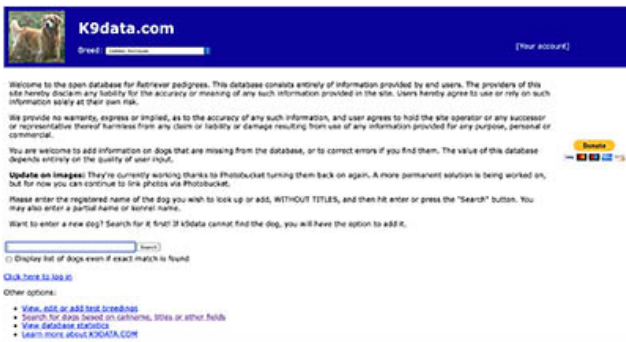 K9data.com
Breed:
[Your account]
Welcome to the open database for Retriever pedigrees. This database consists entirely of information provided by end users. The providers of this
site hereby disclaim any liability for the accuracy or meaning of any such information provided in the site. Users hereby agree to use or rely on such
information solely at their own risk.
We provide no warranty, express or implied, as to the accuracy of any such information, and user agrees to hold the site operator or any successor
or representative thereof harmless from any claim or liability or damage resulting from use of any information provided for any purpose, personal or
commercial.
You are welcome to add information on dogs that are missing from the database, or to correct errors if you find them. The value of this database
depends entirely on the quality of user input.
Donate
Update on images: They're currently working thanks to Photobucket turning them back on again. A more permanent solution is being worked on,
but for now you can continue to link photos via Photobucket.
Please enter the registered name of the dog you wish to look up or add, WITHOUT TITLES, and then hit enter or press the "Search" button. You
may also enter a partial name or kennel name.
Want to enter a new dog? Search for it first! If k9data cannot find the dog, you will have the option to add it.
Search
Display list of dogs even if exact match is found
Click here to log in
Other options:
View, edit or add test breedings
Search for dogs based on callname, titles or other fields
View database statistics
Learn more about K9DATA.COM